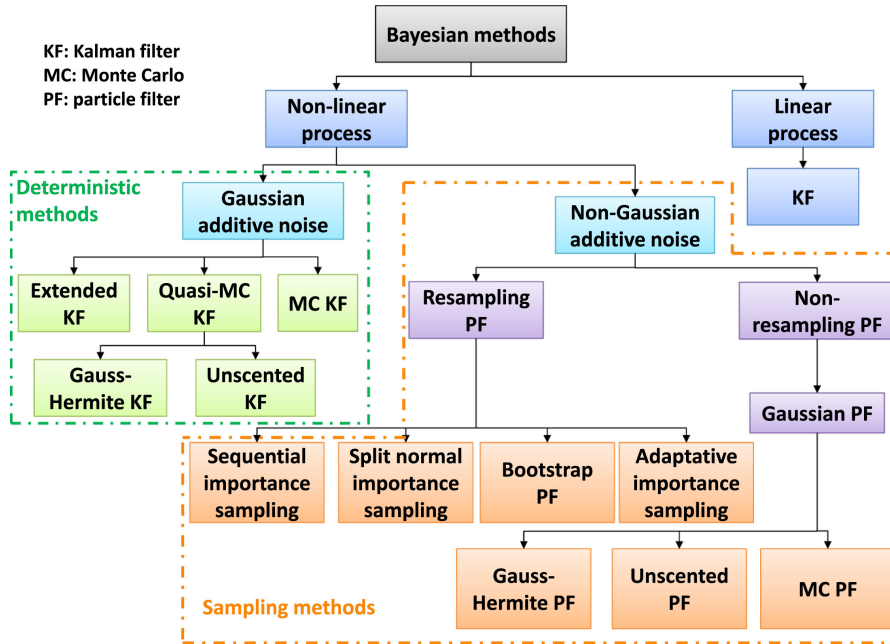 Bayesian methods
KF: Kalman filter
MC: Monte Carlo
PF: particle filter
Non-linear
process
Linear
process
Deterministic
methods
Gaussian
additive noise
Non-Gaussian
additive noise
KF
Extended
KF
Quasi-MC
KF
MC KF
Resampling
PF
Non-
resampling PF
Gauss-
Hermite KF
Unscented
KF
Gaussian PF
Sequential
importance
sampling
Split normal
importance
sampling
Bootstrap
PF
Adaptative
importance
sampling
Gauss-
Hermite PF
Unscented
PF
MC PF
Sampling methods